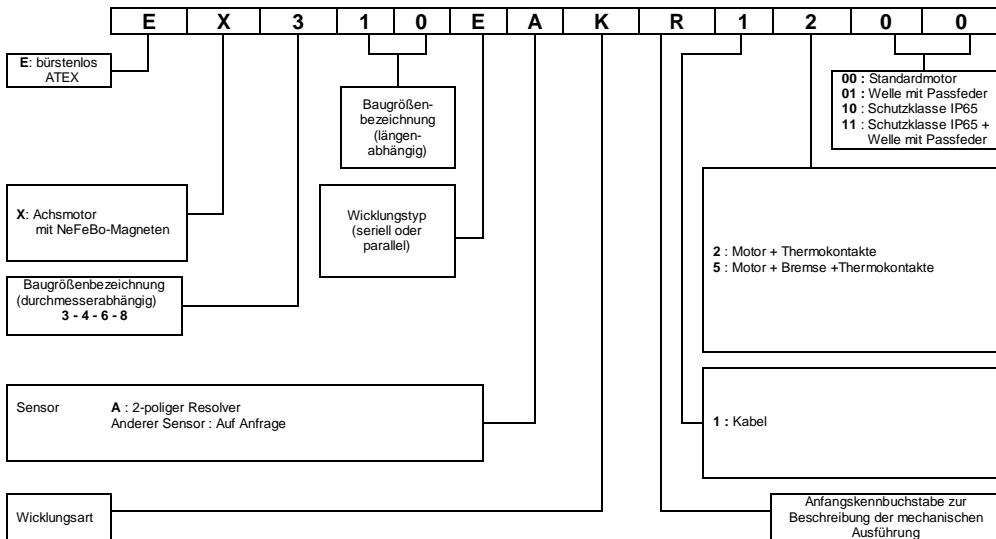 E X 3 1 0 E A K R 1 2 0 0
E: bürstenlos
ATEX
00 : Standardmotor
01 : Welle mit Passfeder
10 : Schutzklasse IP65
11 : Schutzklasse IP65 +
Welle mit Passfeder
Baugrößen-
bezeichnung
(längen-
abhängig)
X: Achsmotor
mit NeFeBo-Magneten
Wicklungstyp
(seriell oder
parallel)
2 : Motor + Thermokontakte
5 : Motor + Bremse +Thermokontakte
Baugrößenbezeichnung
(durchmesserabhängig)
3 - 4 - 6 - 8
Sensor A : 2-poliger Resolver
Anderer Sensor : Auf Anfrage
1 : Kabel
Wicklungsart
Anfangskennbuchstabe zur
Beschreibung der mechanischen
Ausführung